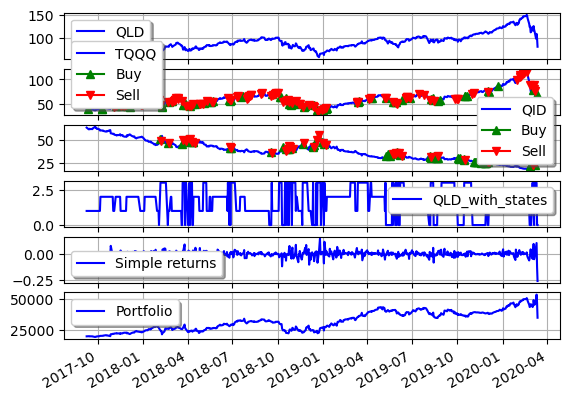 150
100
QLD
TQQQ
Buy
Sell
100
50
QID
Buy
Sell
50
25
2.5
0.0
QLD_with_states
0.00
−0.25
Simple returns
50000
25000
Portfolio
2017-10
2018-01
2018-04
2018-07
2018-10
2019-01
2019-04
2019-07
2019-10
2020-01
2020-04